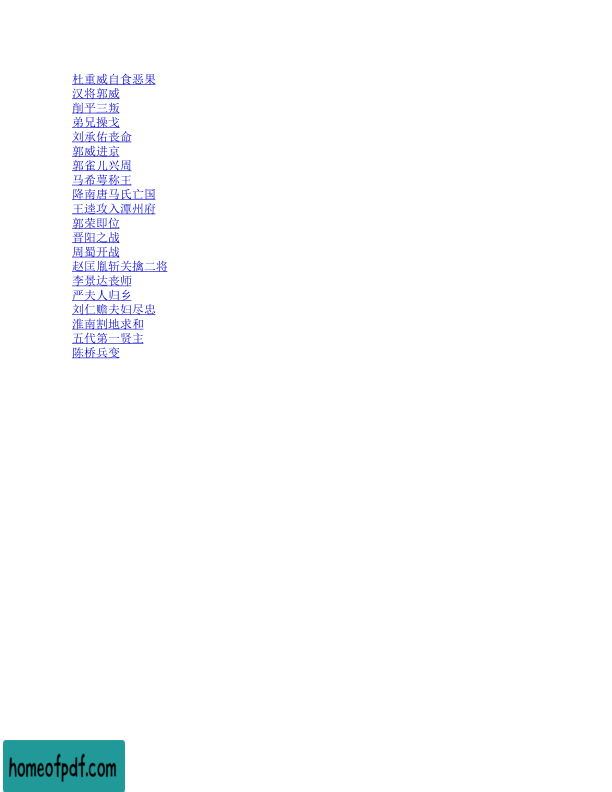 杜重威自食恶果
汉将郭威
削平三叛
弟兄操戈
刘承佑丧命
郭威进京
郭雀儿兴周
马希萼称王
降南唐马氏亡国
王逵攻入潭州府
郭荣即位
晋阳之战
周蜀开战
赵匡胤斩关擒二将
李景达丧师
严夫人归乡
刘仁赡夫妇尽忠
淮南割地求和
五代第一贤主
陈桥兵变
homeofpdf.com